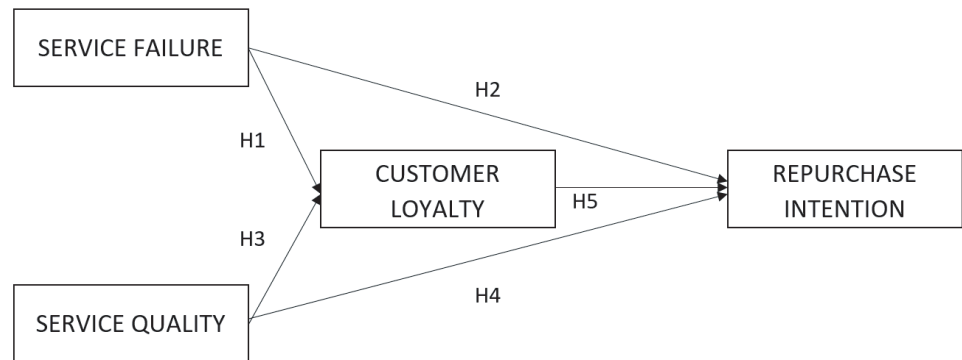 SERVICE FAILURE
H2
H1
CUSTOMER
LOYALTY
REPURCHASE
INTENTION
H5
H3
H4
SERVICE QUALITY